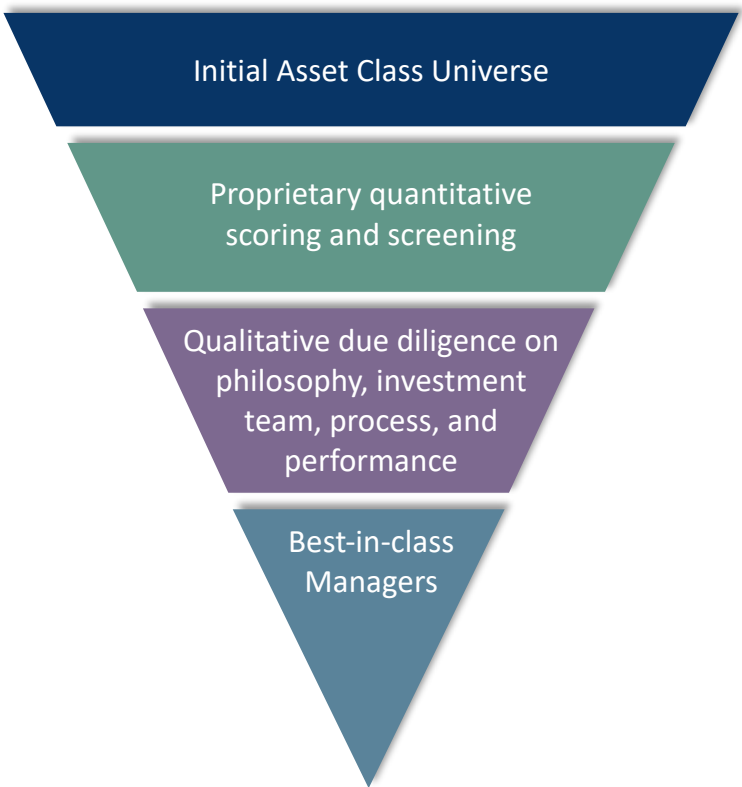 Initial Asset Class Universe
Proprietary quantitative
scoring and screening
Qualitative due diligence on
philosophy, investment
team, process, and
performance
Best-in-class
Managers